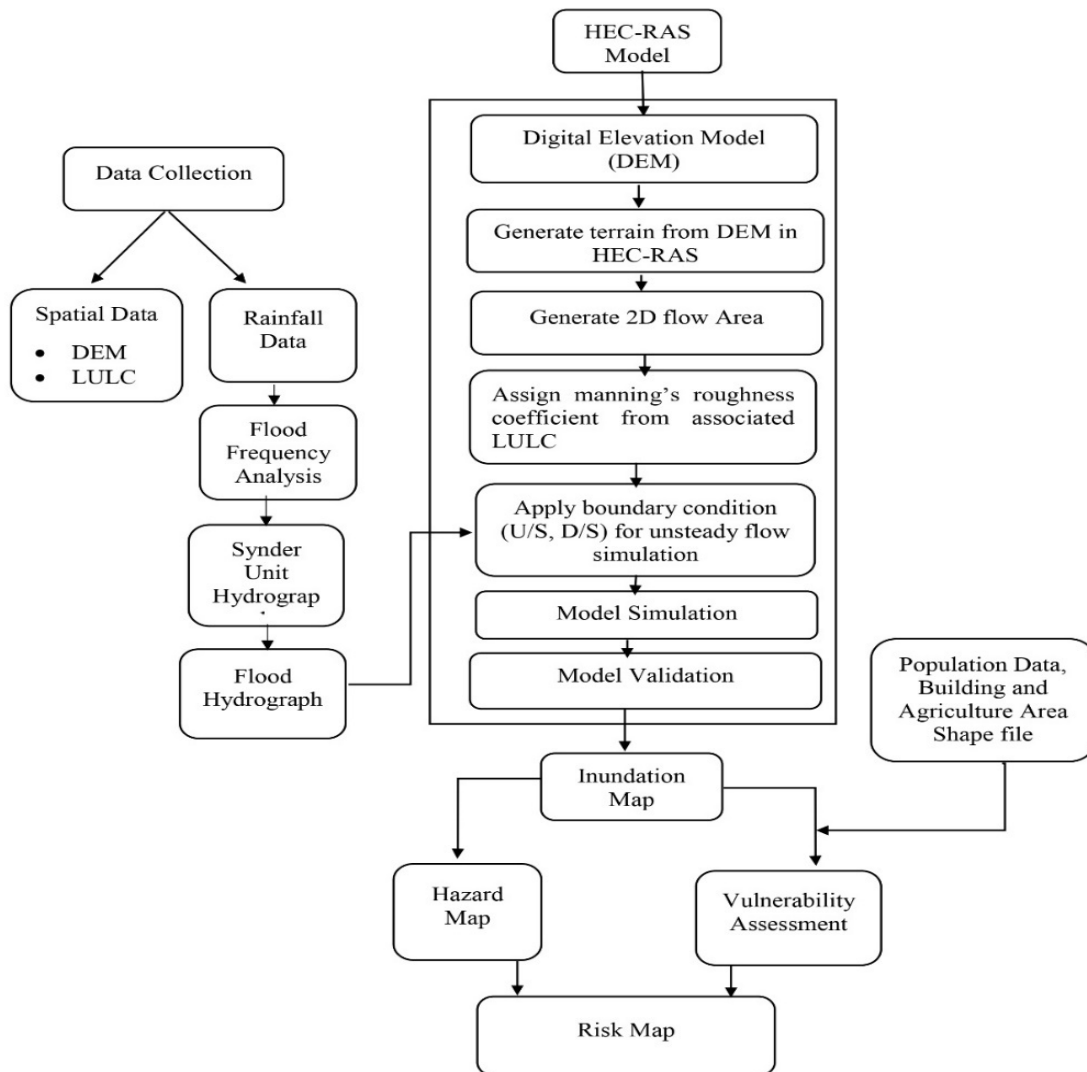 HEC-RAS
Model
Digital Elevation Model
(DEM)
Generate terrain from DEM in
HEC-RAS
Generate 2D flow Area
Assign manning's roughness
coefficient from associated
LULC
Apply boundary condition
(U/S, D/S) for unsteady flow
simulation
Model Simulation
Model Validation
Data Collection
Spatial Data
• DEM
• LULC
Rainfall
Data
Flood
Frequency
Analysis
Synder
Unit
Hydrograp
Flood
Hydrograph
Population Data,
Building and
Agriculture Area
Shape file
Inundation
Map
Hazard
Map
Vulnerability
Assessment
Risk Map